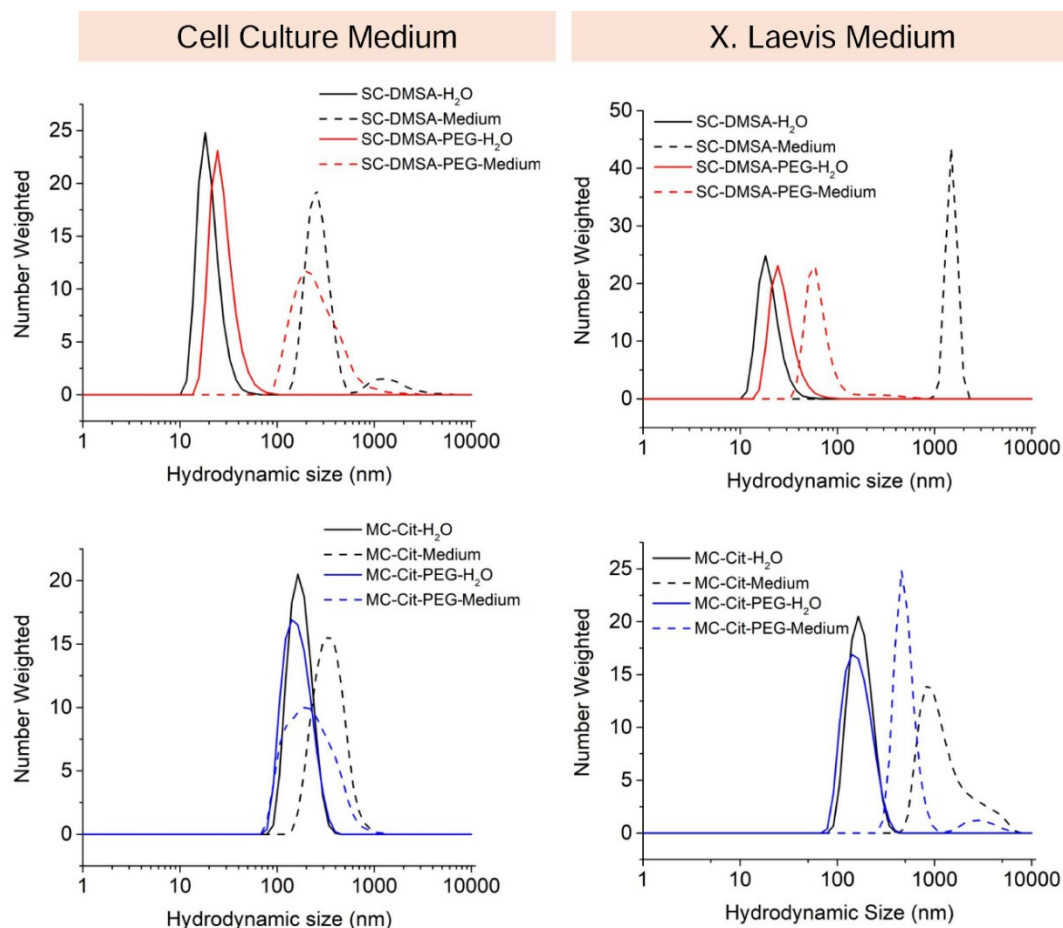 Cell Culture Medium
X. Laevis Medium
SC-DMSA-H₂O
SC-DMSA-Medium
SC-DMSA-PEG-H₂O
SC-DMSA-PEG-Medium
25
20
15
10
5
0
Number Weighted
1 10 100 1000 10000
Hydrodynamic size (nm)
SC-DMSA-H₂O
SC-DMSA-Medium
SC-DMSA-PEG-H₂O
SC-DMSA-PEG-Medium
50
40
30
20
10
0
Number Weighted
1 10 100 1000 10000
Hydrodynamic size (nm)
MC-Cit-H₂O
MC-Cit-Medium
MC-Cit-PEG-H₂O
MC-Cit-PEG-Medium
20
15
10
5
0
Number Weighted
1 10 100 1000 10000
Hydrodynamic size (nm)
MC-Cit-H₂O
MC-Cit-Medium
MC-Cit-PEG-H₂O
MC-Cit-PEG-Medium
25
20
15
10
5
0
Number Weighted
1 10 100 1000 10000
Hydrodynamic Size (nm)